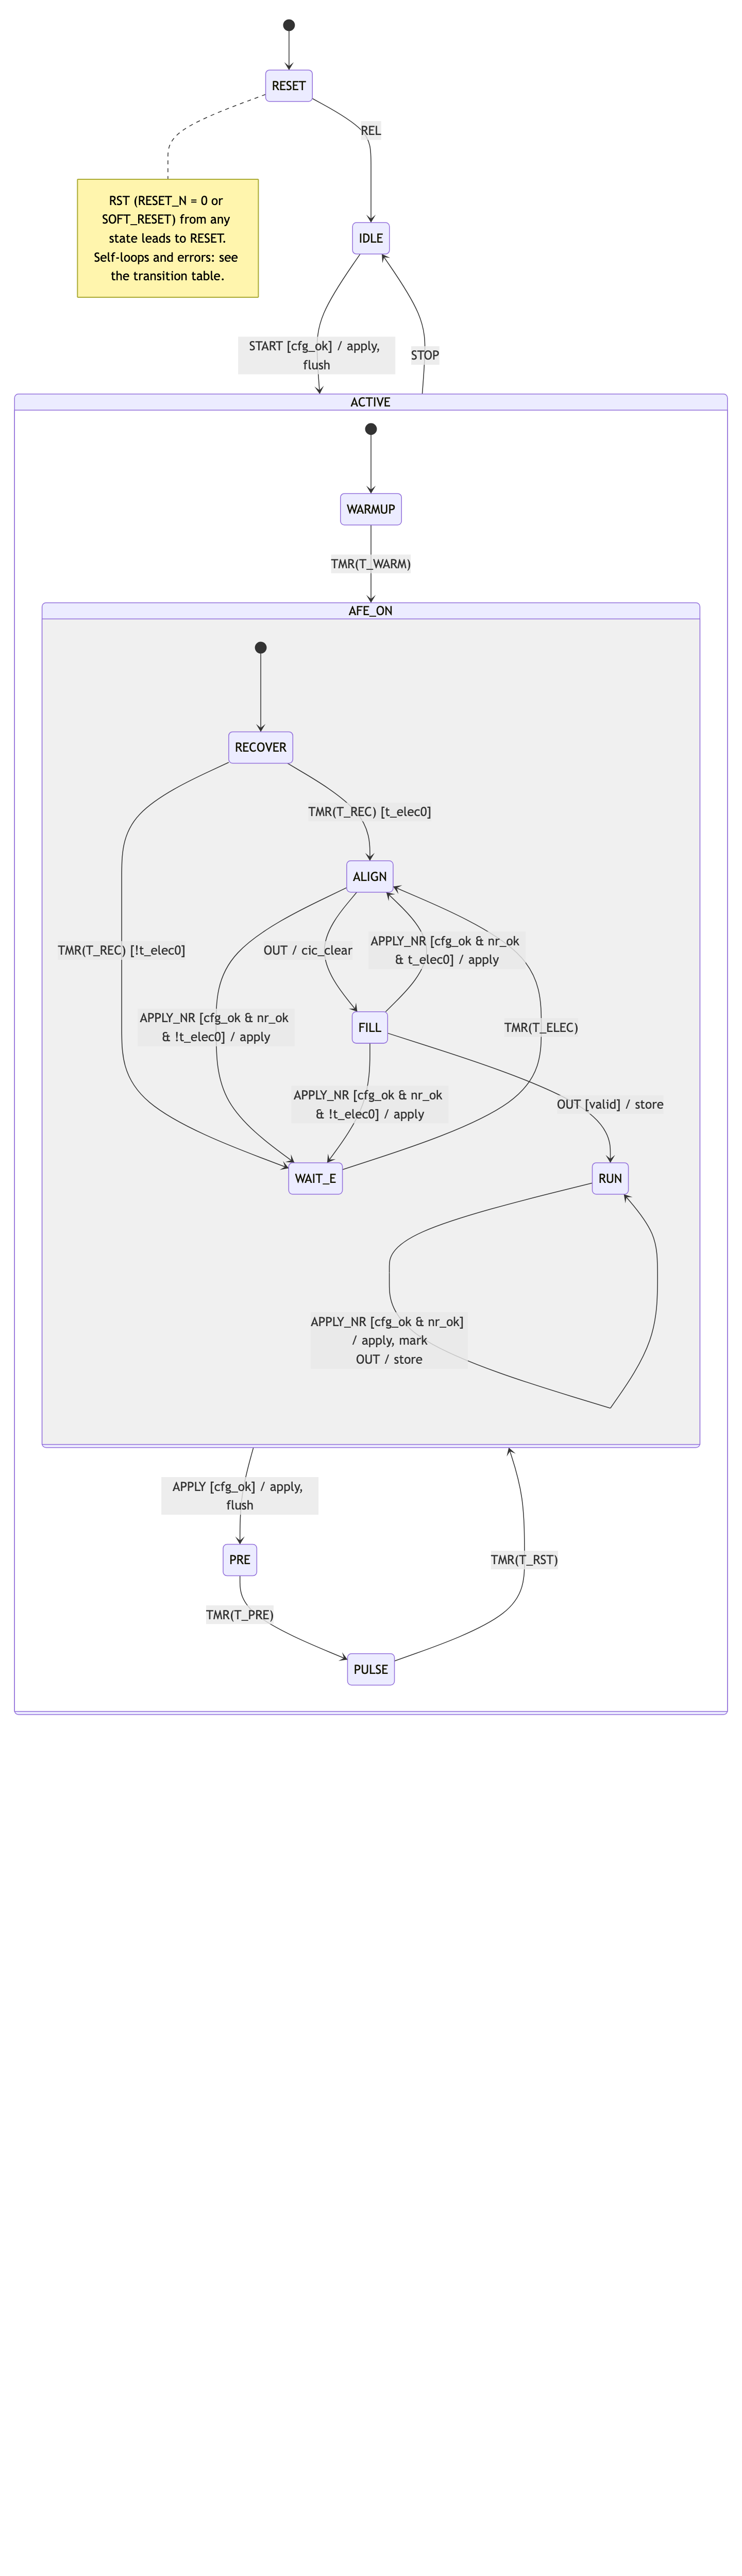 RESET
REL
RST (RESET_N = 0 or
SOFT_RESET) from any
state leads to RESET.
Self-loops and errors: see
the transition table.
IDLE
START [cfg_ok] / apply,
flush
STOP
ACTIVE
WARMUP
TMR(T_WARM)
AFE_ON
RECOVER
TMR(T_REC) [t_elec0]
ALIGN
TMR(T_REC) [!t_elec0]
OUT / cic_clear
APPLY_NR [cfg_ok & nr_ok
& t_elec0] / apply
APPLY_NR [cfg_ok & nr_ok
& !t_elec0] / apply
FILL
TMR(T_ELEC)
APPLY_NR [cfg_ok & nr_ok
& !t_elec0] / apply
OUT [valid] / store
WAIT_E
RUN
APPLY_NR [cfg_ok & nr_ok]
/ apply, mark
OUT / store
APPLY [cfg_ok] / apply,
flush
PRE
TMR(T_RST)
TMR(T_PRE)
PULSE